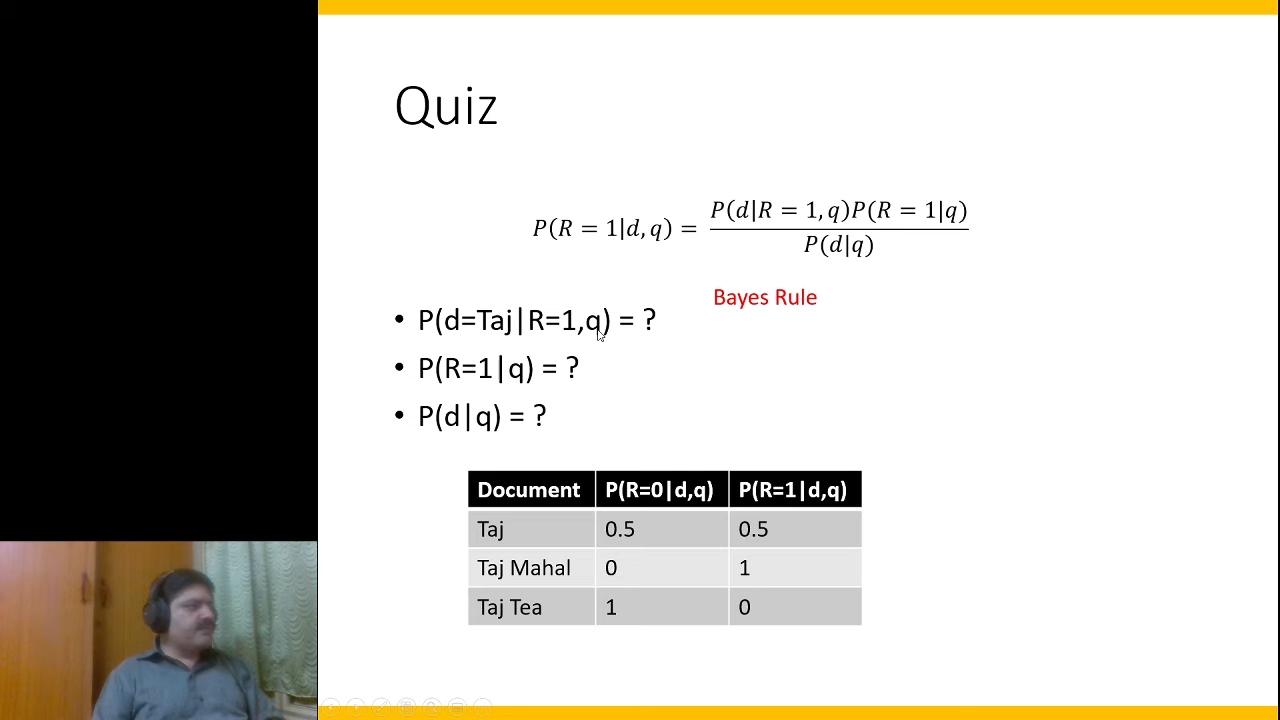 Quiz
P(R = 1|d, q) = P(d|R = 1, q)P(R = 1|q) / P(d|q)
Bayes Rule
• P(d=Taj|R=1,q) = ?
• P(R=1|q) = ?
• P(d|q) = ?
Document P(R=0|d,q) P(R=1|d,q)
Taj 0.5 0.5
Taj Mahal 0 1
Taj Tea 1 0